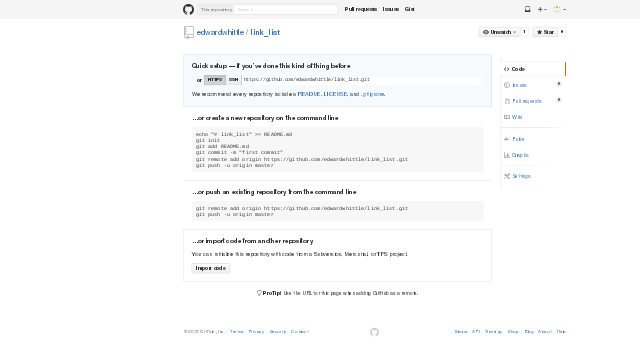 This repository Search Pull requests Issues Gist
edwardwhittle / link_list Unwatch 1 Star 0
Quick setup — if you've done this kind of thing before
or HTTPS SSH https://github.com/edwardwhittle/link_list.git
We recommend every repository include a README, LICENSE, and .gitignore.
…or create a new repository on the command line
echo "# link_list" >> README.md
git init
git add README.md
git commit -m "first commit"
git remote add origin https://github.com/edwardwhittle/link_list.git
git push -u origin master
…or push an existing repository from the command line
git remote add origin https://github.com/edwardwhittle/link_list.git
git push -u origin master
…or import code from another repository
You can initialize this repository with code from a Subversion, Mercurial, or TFS project.
Import code
ProTip! Use the URL for this page when adding GitHub as a remote.
Code
Issues 0
Pull requests 0
Wiki
Pulse
Graphs
Settings
GitHub, Inc. Terms Privacy Security Contact
Status API Training Shop Blog About Help